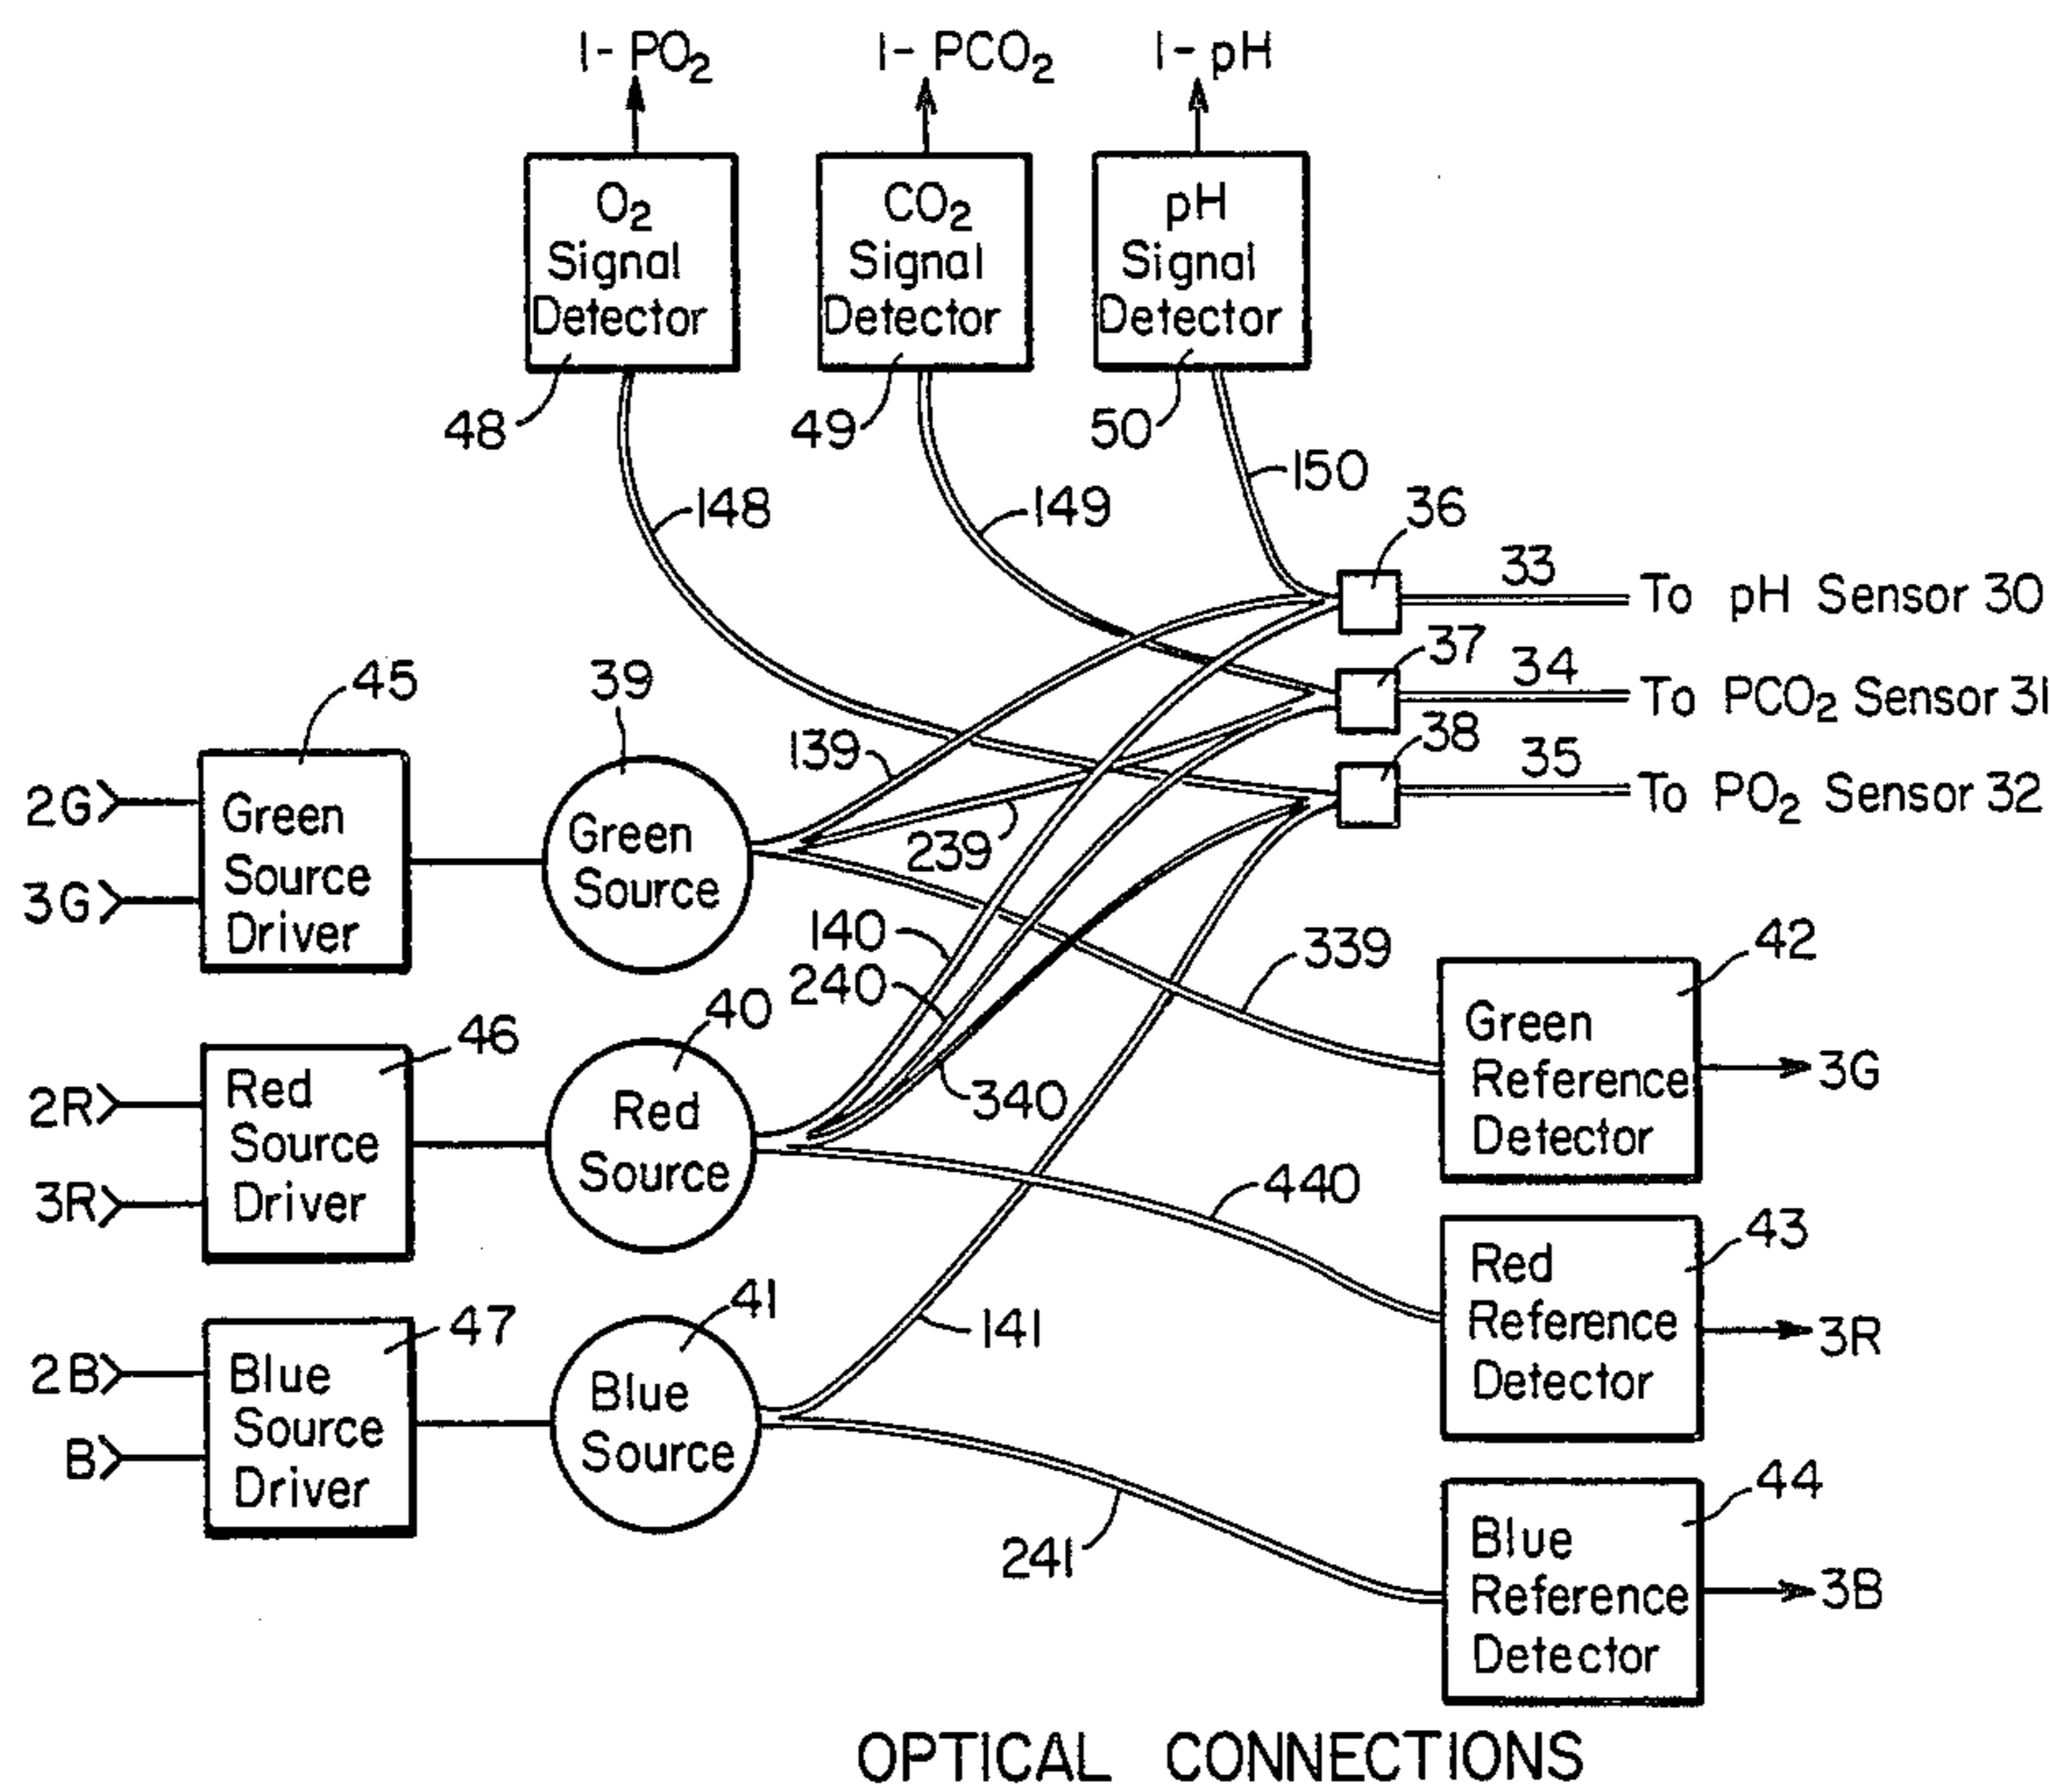 1-PO₂
1-PCO₂
1-pH
O₂
Signal
Detector
CO₂
Signal
Detector
pH
Signal
Detector
48
49
50
148
149
150
36
33
To pH Sensor 30
37
34
To PCO₂ Sensor 31
38
35
To PO₂ Sensor 32
45
39
139
239
2G
3G
Green
Source
Driver
Green
Source
140
240
340
339
42
Green
Reference
Detector
3G
46
40
2R
3R
Red
Source
Driver
Red
Source
440
43
Red
Reference
Detector
3R
47
41
141
2B
B
Blue
Source
Driver
Blue
Source
241
44
Blue
Reference
Detector
3B
OPTICAL CONNECTIONS